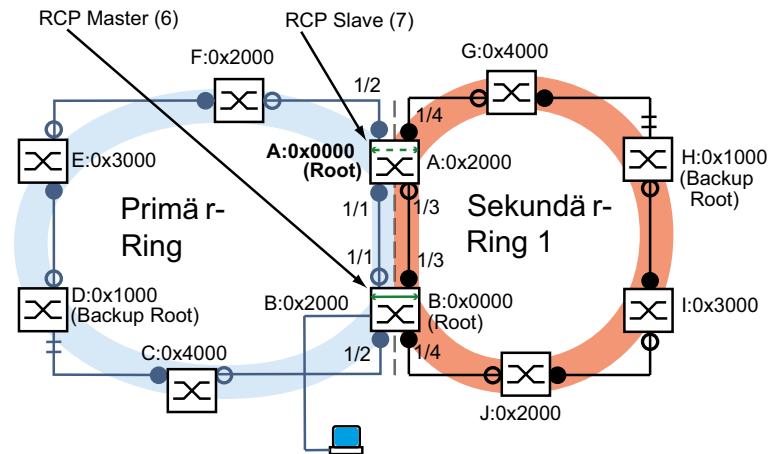 RCP Master (6)
RCP Slave (7)
F:0x2000
G:0x4000
1/2
1/4
E:0x3000
A:0x0000
(Root)
A:0x2000
H:0x1000
(Backup
Root)
Primä r-
Ring
1/1
1/3
Sekundä r-
Ring 1
1/1
1/3
D:0x1000
(Backup Root)
B:0x2000
B:0x0000
(Root)
I:0x3000
C:0x4000
1/2
1/4
J:0x2000